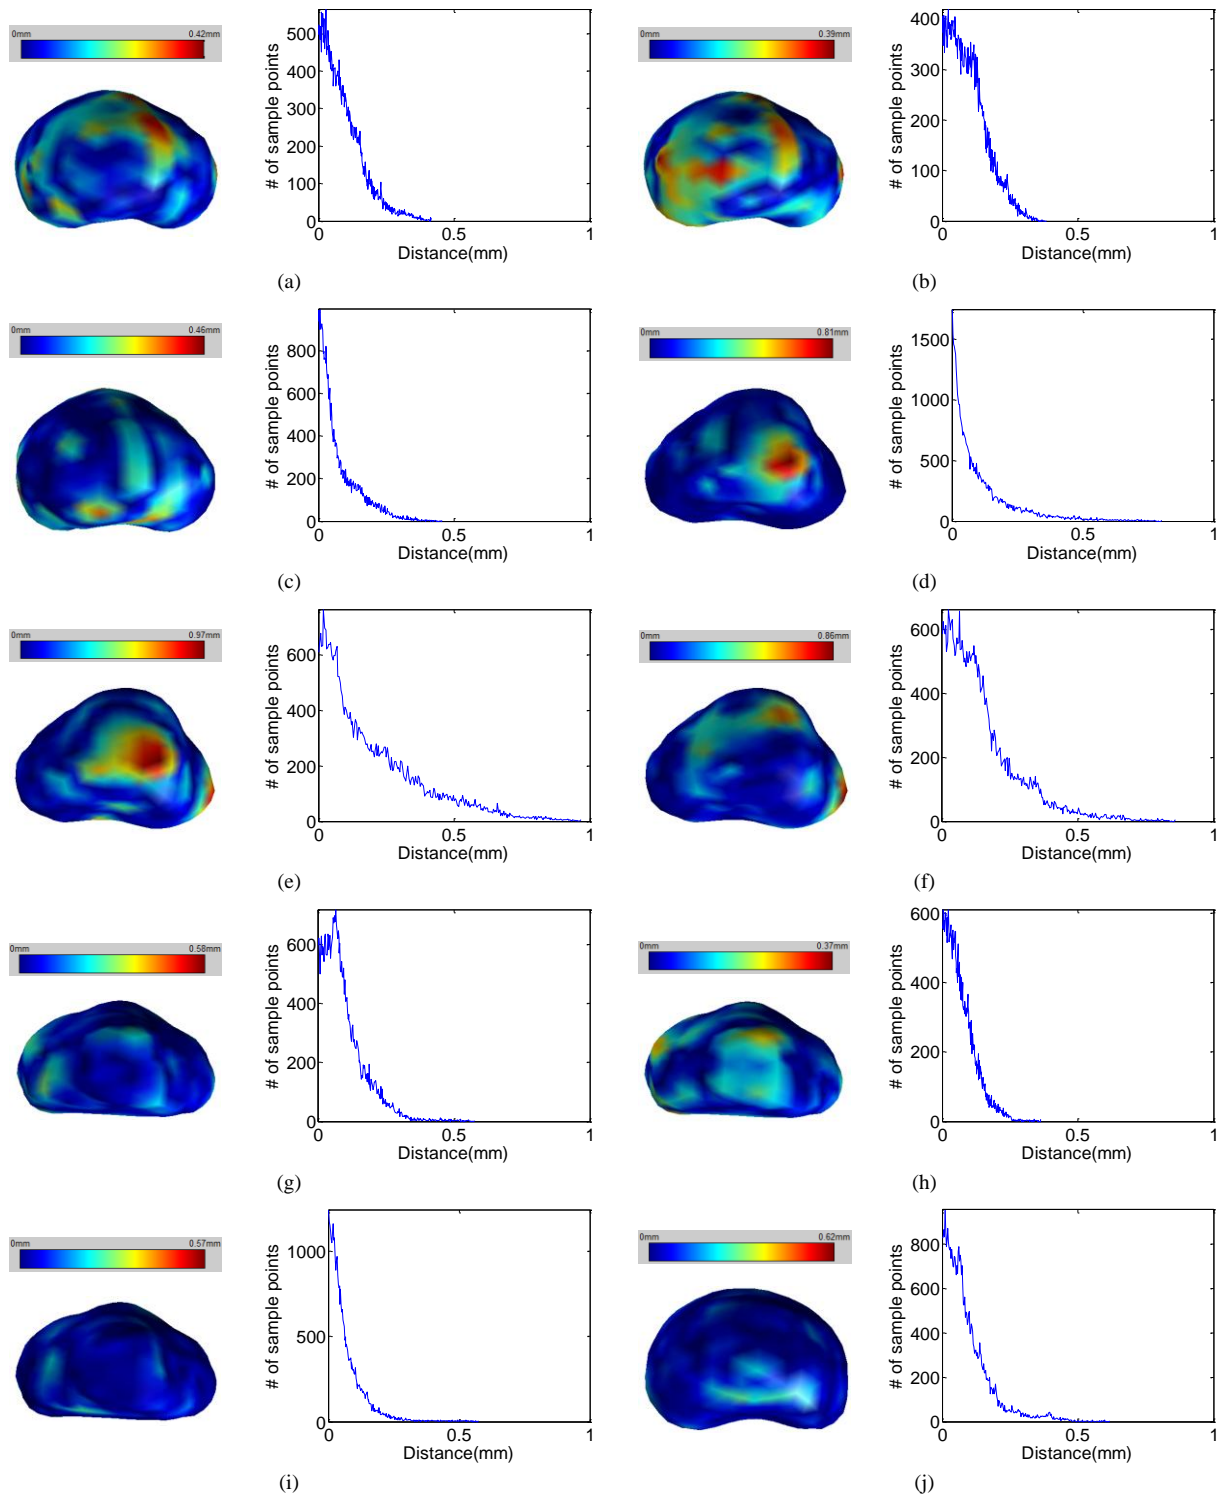 0mm 0.42mm
500
400
300
200
100
0
# of sample points
0 0.5 1
Distance(mm)
(a)
0mm 0.39mm
400
300
200
100
0
# of sample points
0 0.5 1
Distance(mm)
(b)
0mm 0.46mm
800
600
400
200
0
# of sample points
0 0.5 1
Distance(mm)
(c)
0mm 0.81mm
1500
1000
500
0
# of sample points
0 0.5 1
Distance(mm)
(d)
0mm 0.97mm
600
400
200
0
# of sample points
0 0.5 1
Distance(mm)
(e)
0mm 0.86mm
600
400
200
0
# of sample points
0 0.5 1
Distance(mm)
(f)
0mm 0.58mm
600
400
200
0
# of sample points
0 0.5 1
Distance(mm)
(g)
0mm 0.37mm
600
500
400
300
200
100
0
# of sample points
0 0.5 1
Distance(mm)
(h)
0mm 0.57mm
1000
500
0
# of sample points
0 0.5 1
Distance(mm)
(i)
0mm 0.62mm
800
600
400
200
0
# of sample points
0 0.5 1
Distance(mm)
(j)